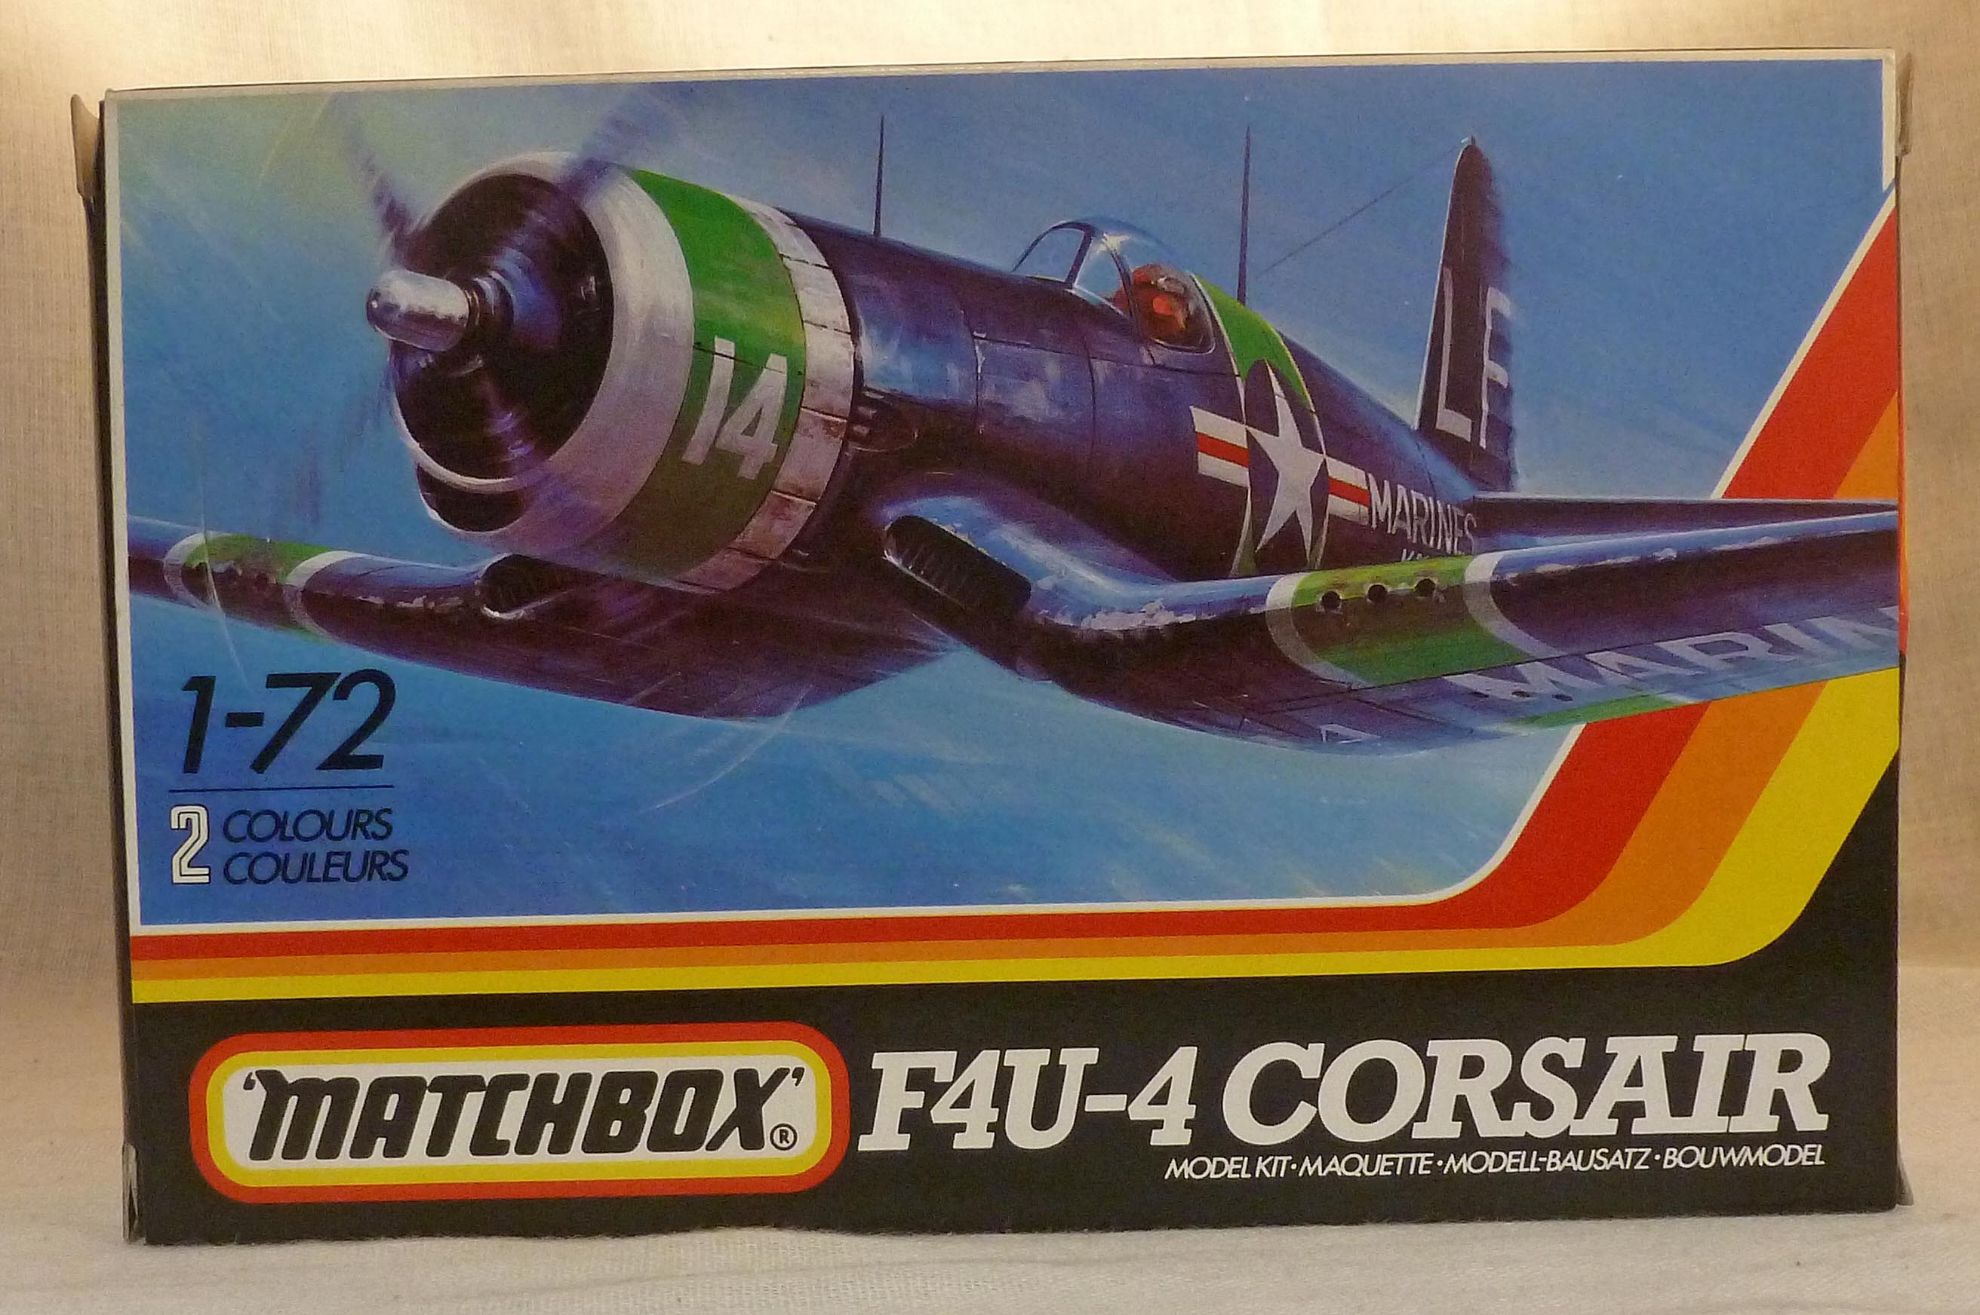 14
LF
MARINES
MARIN
1-72
2 COLOURS
COULEURS
'MATCHBOX'®
F4U-4 CORSAIR
MODEL KIT·MAQUETTE·MODELL-BAUSATZ·BOUWMODEL